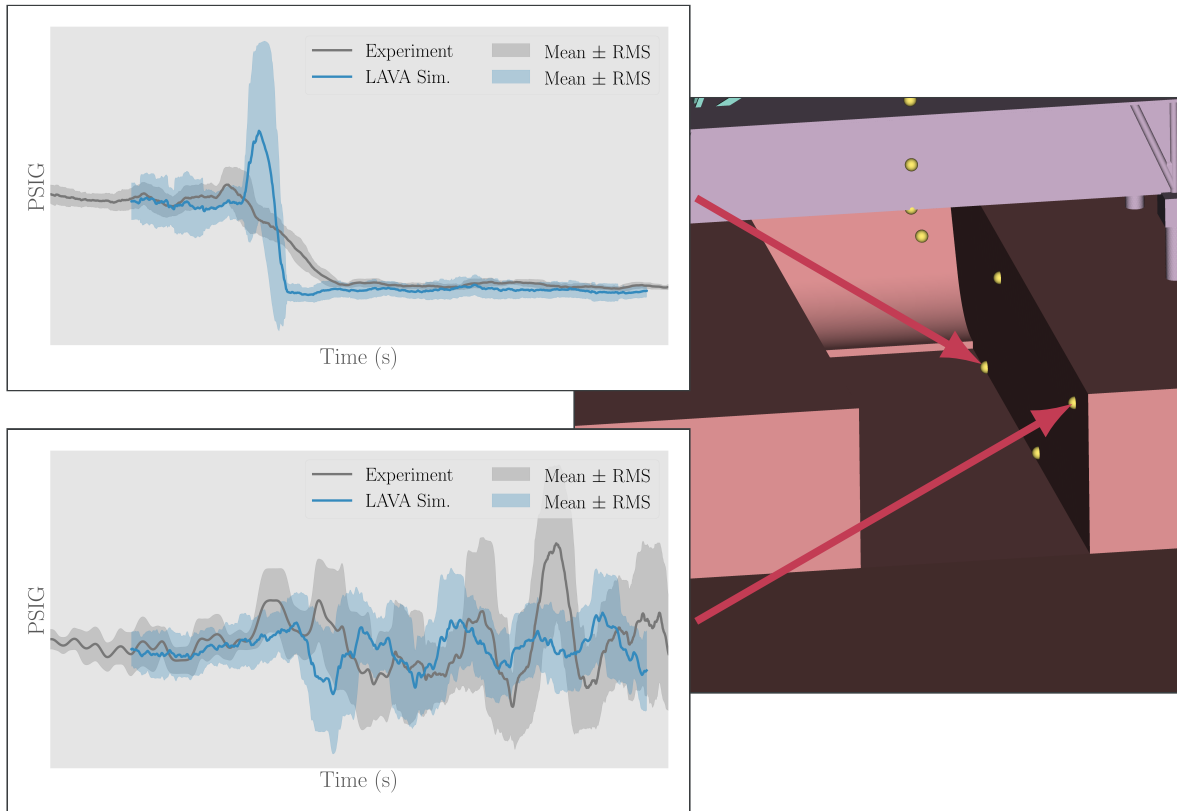 Experiment
Mean ± RMS
LAVA Sim.
Mean ± RMS
PSIG
Time (s)
Experiment
Mean ± RMS
LAVA Sim.
Mean ± RMS
PSIG
Time (s)